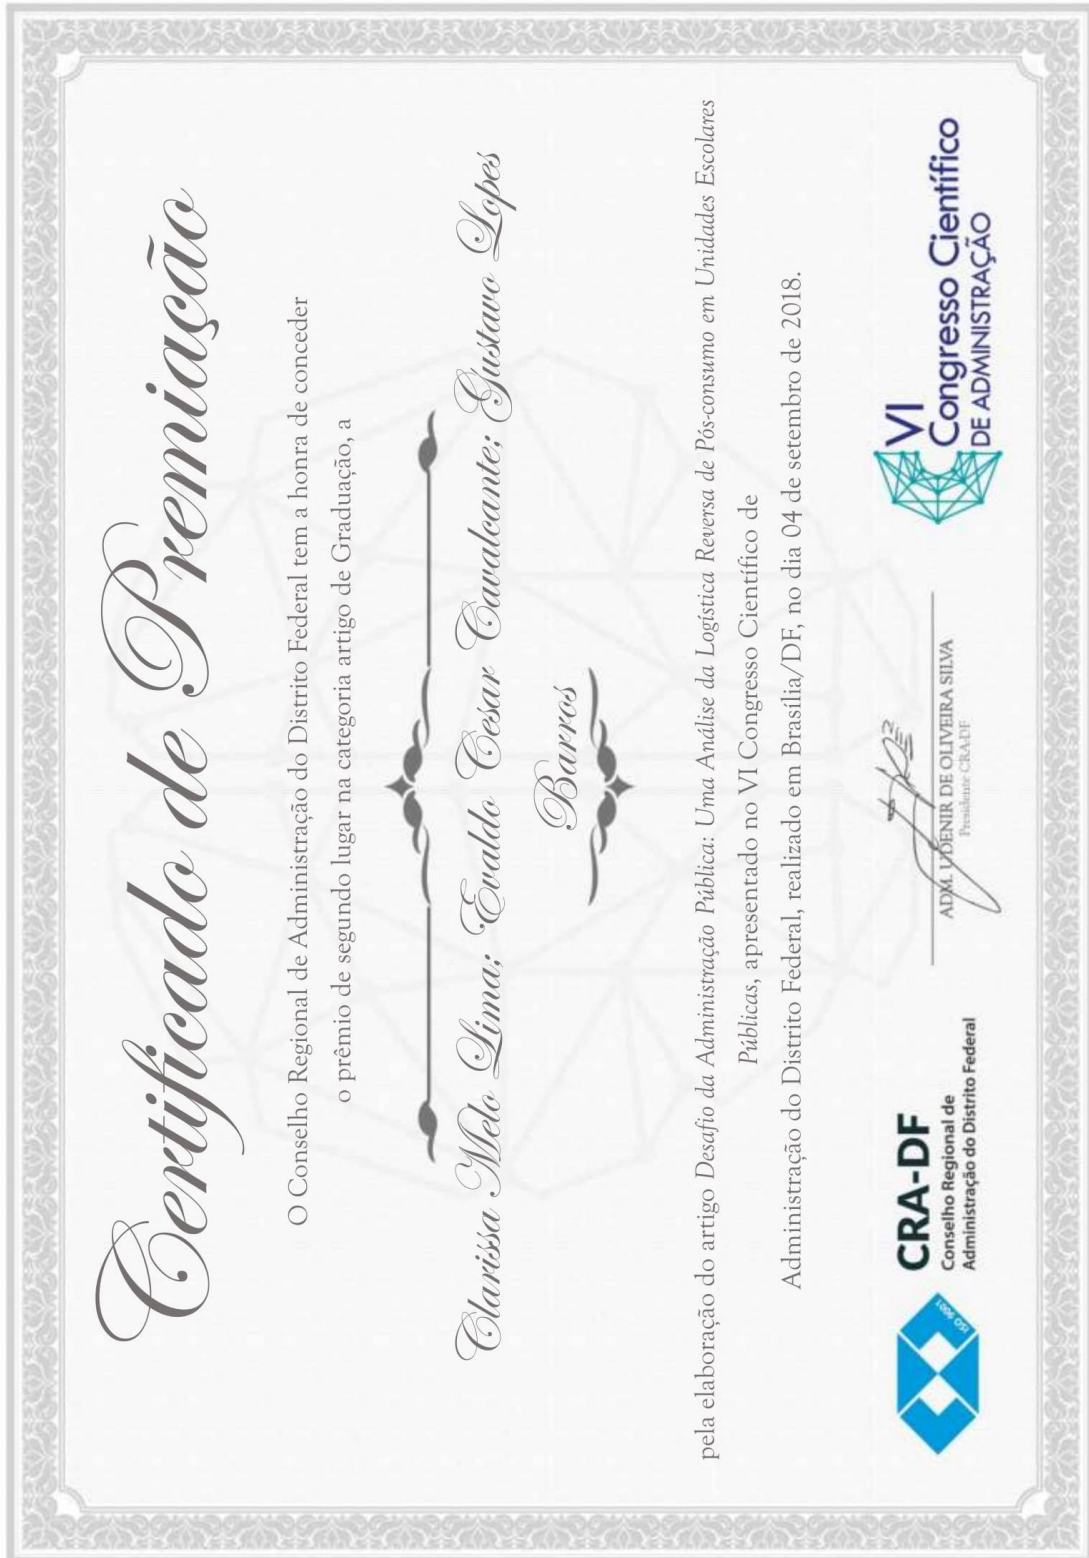 Certificado de Premiação
O Conselho Regional de Administração do Distrito Federal tem a honra de conceder
o prêmio de segundo lugar na categoria artigo de Graduação, a
Clarissa Melo Lima; Evaldo Cesar Cavalcante; Gustavo Lopes
Barros
pela elaboração do artigo Desafio da Administração Pública: Uma Análise da Logística Reversa de Pós-consumo em Unidades Escolares
Públicas, apresentado no VI Congresso Científico de
Administração do Distrito Federal, realizado em Brasília/DF, no dia 04 de setembro de 2018.
ISO 9001
CRA-DF
Conselho Regional de
Administração do Distrito Federal
ADM. UDENIR DE OLIVEIRA SILVA
Presidente CRA-DF
VI
Congresso Científico
DE ADMINISTRAÇÃO